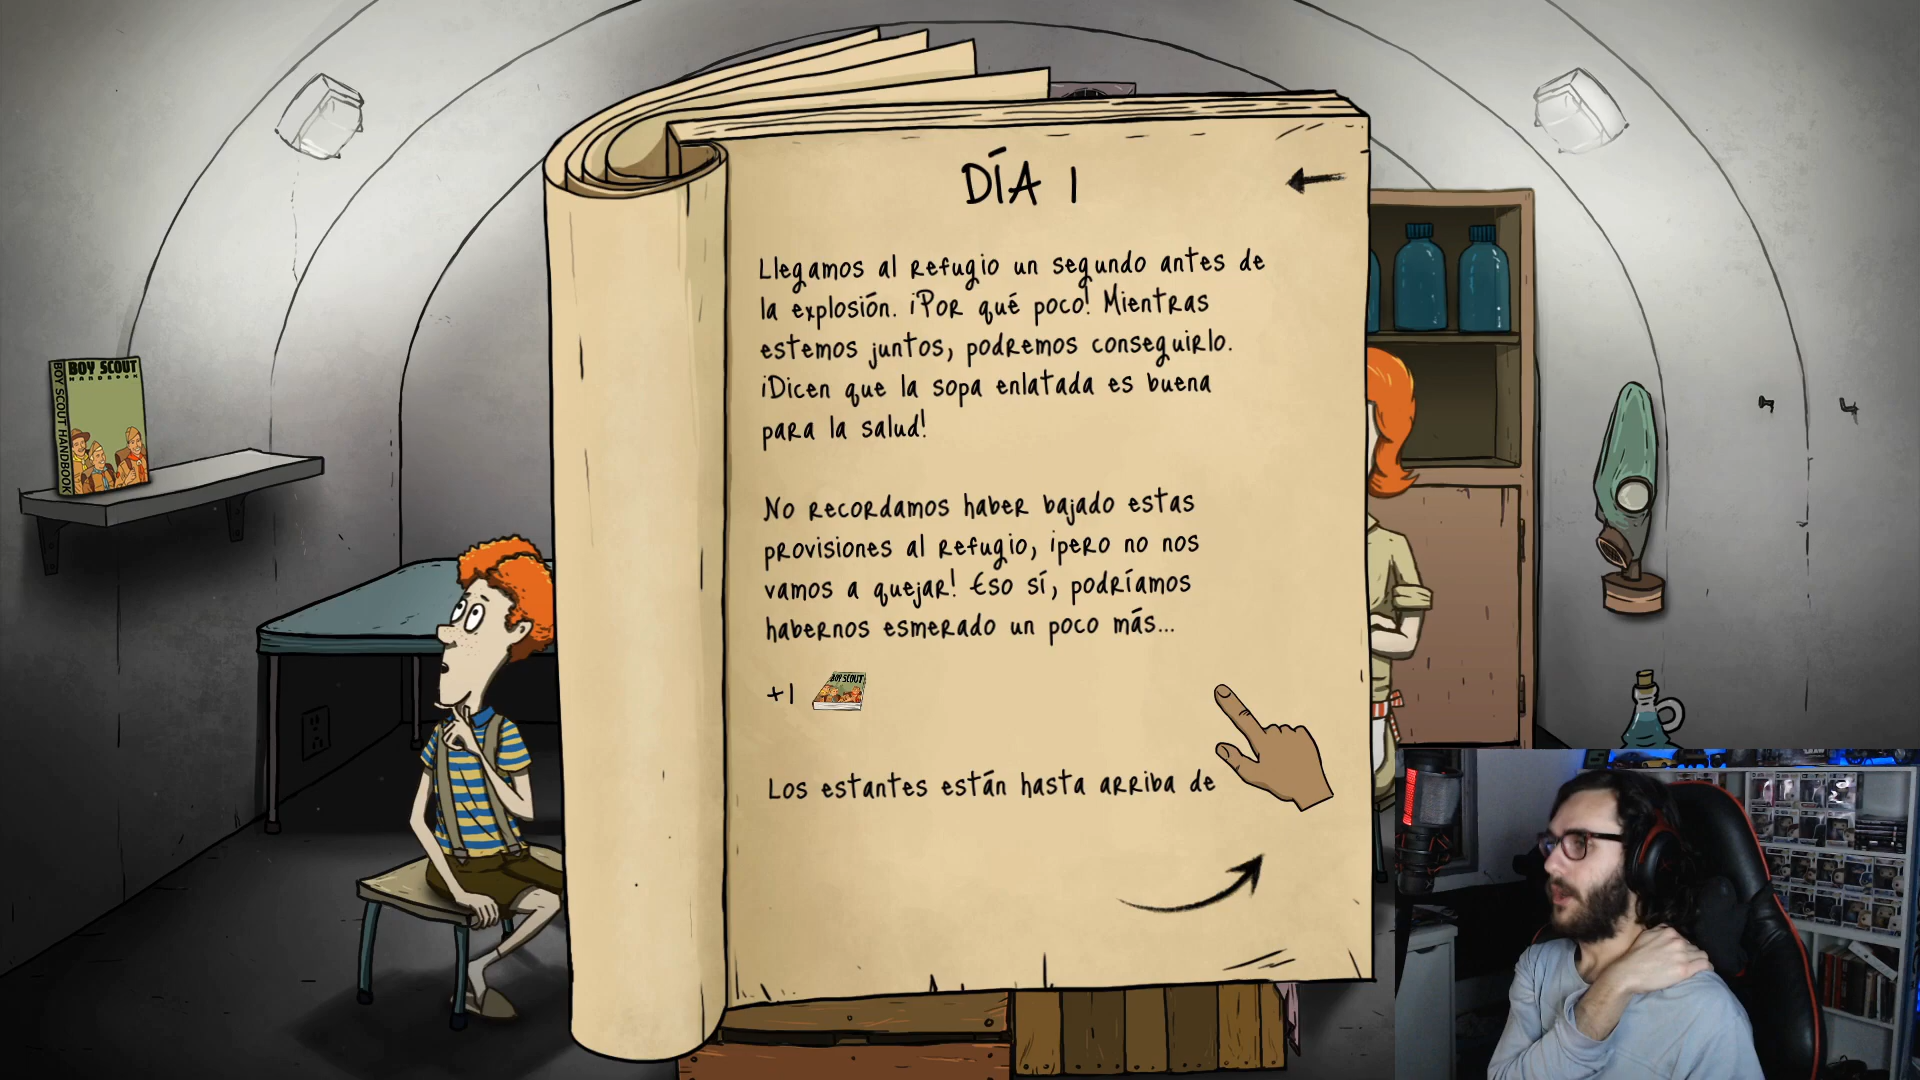 DÍA 1
Llegamos al refugio un segundo antes de
la explosión. ¡Por qué poco! Mientras
estemos juntos, podremos conseguirlo.
¡Dicen que la sopa enlatada es buena
para la salud!
No recordamos haber bajado estas
provisiones al refugio, ¡pero no nos
vamos a quejar! Eso sí, podríamos
habernos esmerado un poco más...
+1
BOY SCOUT
Los estantes están hasta arriba de
BOY SCOUT
HANDBOOK
BOY SCOUT HANDBOOK